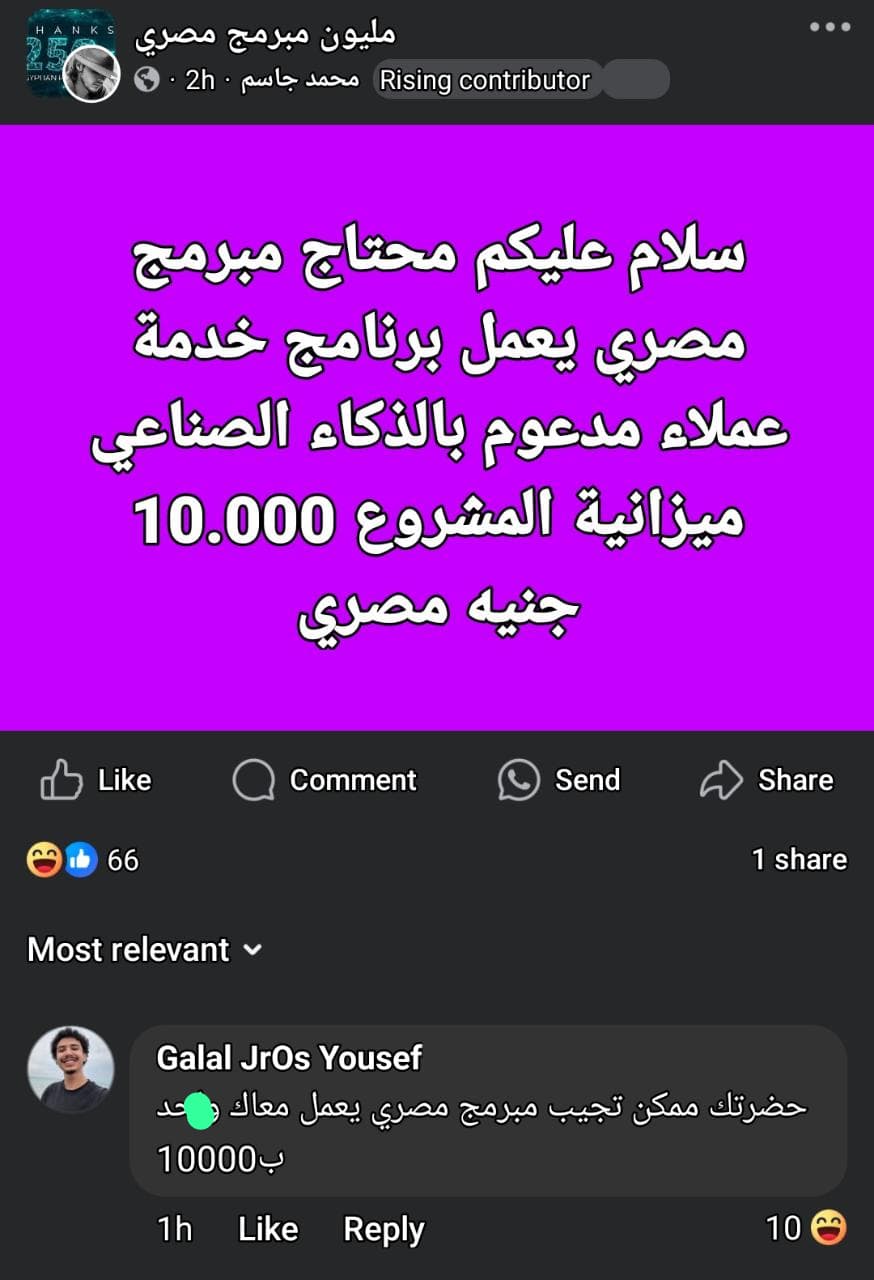 HANKS
25
مليون مبرمج مصري
2h · محمد جاسم Rising contributor
سلام عليكم محتاج مبرمج
مصري يعمل برنامج خدمة
عملاء مدعوم بالذكاء الصناعي
ميزانية المشروع 10.000
جنيه مصري
Like Comment Send Share
66 1 share
Most relevant
Galal JrOs Yousef
حضرتك ممكن تجيب مبرمج مصري يعمل معاك
ب10000
1h Like Reply 10